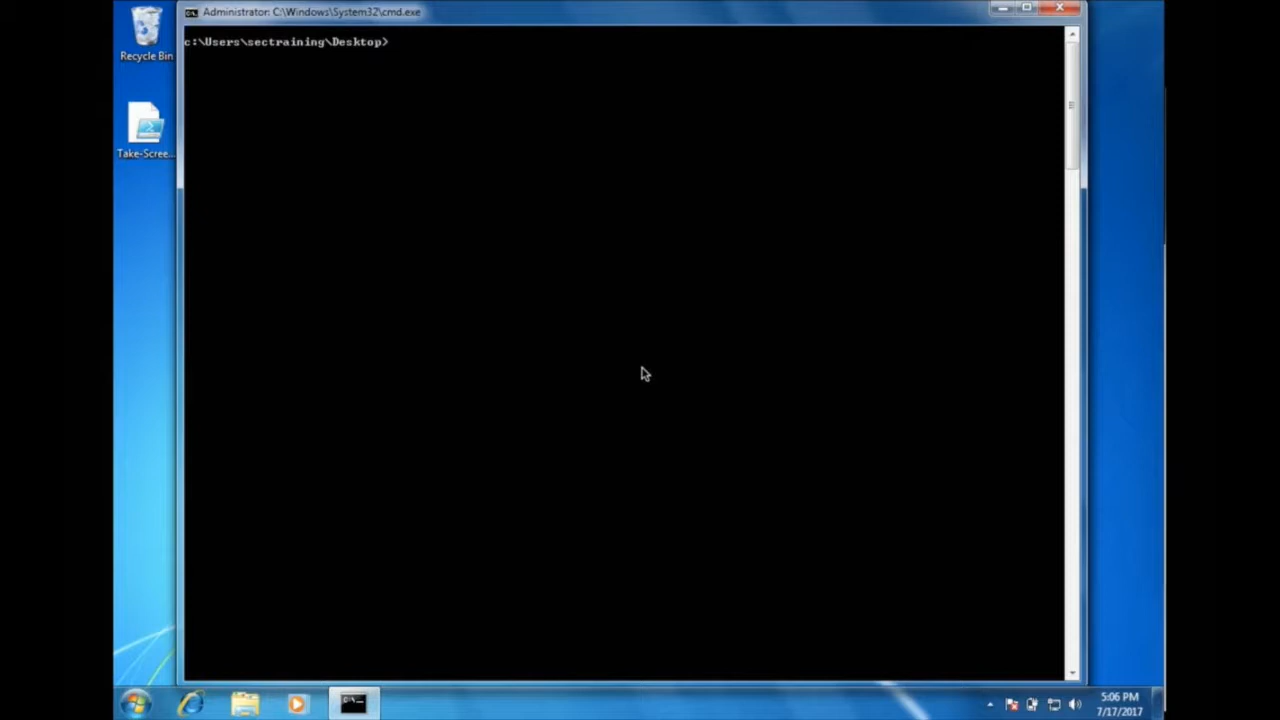 Administrator: C:\Windows\System32\cmd.exe
c:\Users\sectraining\Desktop>
Recycle Bin
Take-Scree...
5:06 PM
7/17/2017